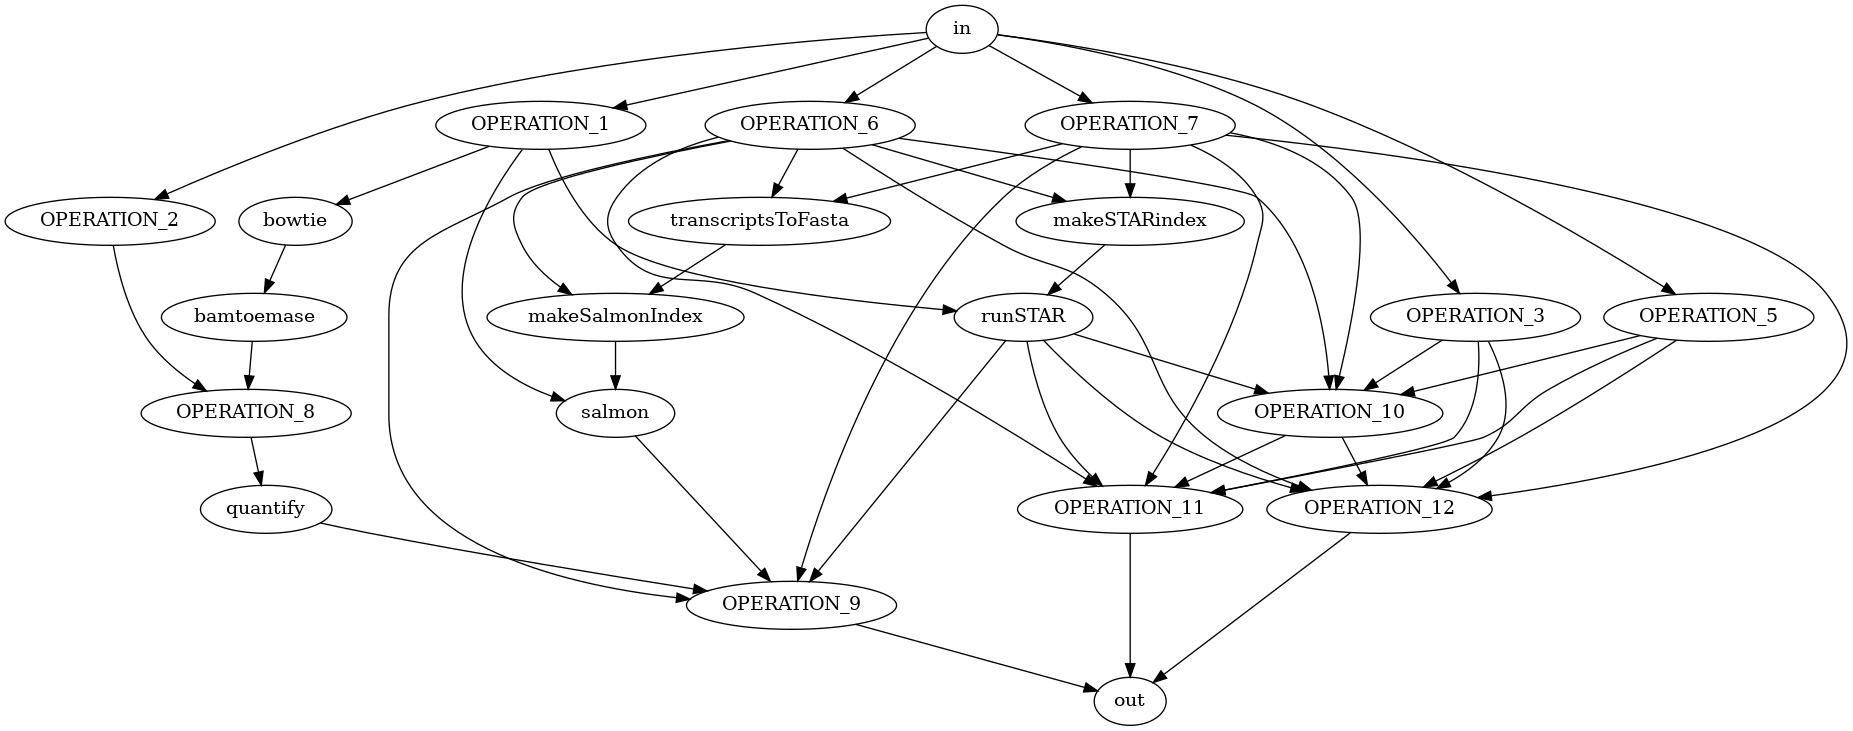 in
OPERATION_1
OPERATION_6
OPERATION_7
OPERATION_2
bowtie
transcriptsToFasta
makeSTARindex
bamtoemase
makeSalmonIndex
runSTAR
OPERATION_3
OPERATION_5
OPERATION_8
salmon
OPERATION_10
quantify
OPERATION_11
OPERATION_12
OPERATION_9
out